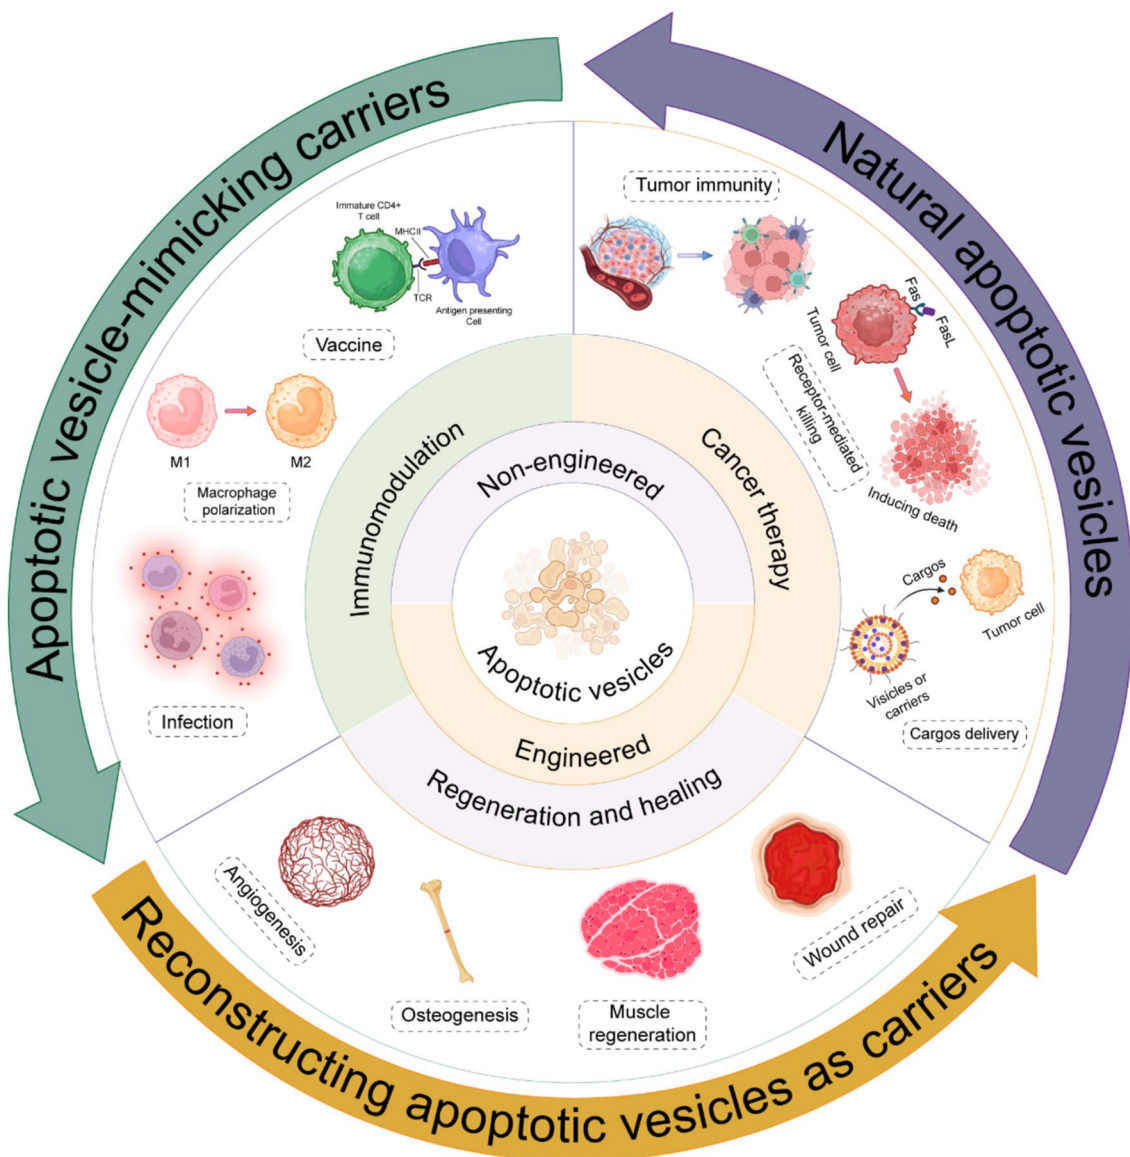 Apoptotic vesicle-mimicking carriers
Natural apoptotic vesicles
Reconstructing apoptotic vesicles as carriers
Tumor immunity
Fas
FasL
Tumor cell
Receptor-mediated
killing
Inducing death
Cargos
Tumor cell
Visicles or
carriers
Cargos delivery
Immature CD4+
T cell
MHCII
TCR
Antigen presenting
Cell
Vaccine
M1
M2
Macrophage
polarization
Infection
Immunomodulation
Cancer therapy
Regeneration and healing
Non-engineered
Engineered
Apoptotic vesicles
Angiogenesis
Osteogenesis
Muscle
regeneration
Wound repair